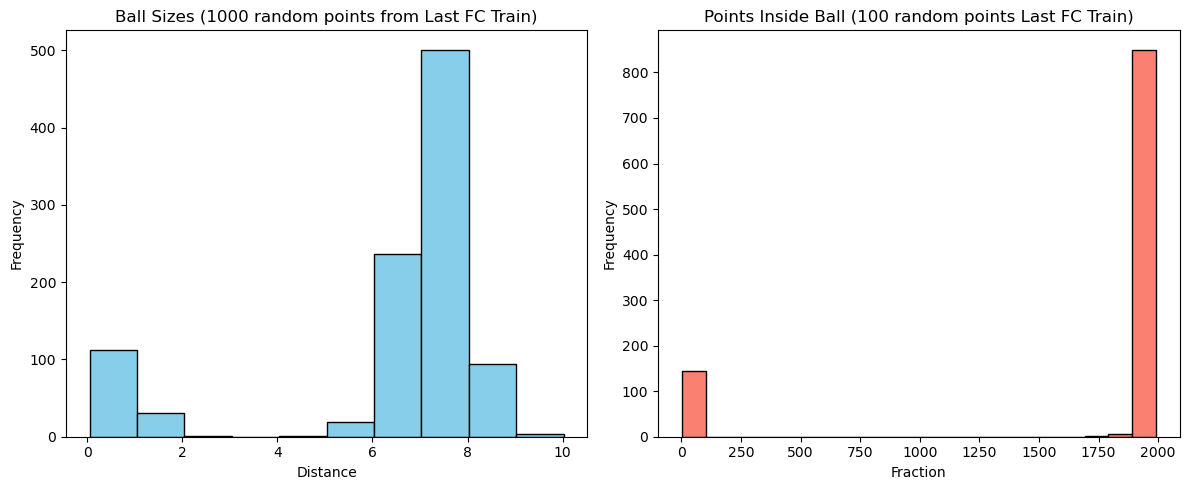 Ball Sizes (1000 random points from Last FC Train)
500
400
300
200
100
0
Frequency
0 2 4 6 8 10
Distance
Points Inside Ball (100 random points Last FC Train)
800
700
600
500
400
300
200
100
0
Frequency
0 250 500 750 1000 1250 1500 1750 2000
Fraction